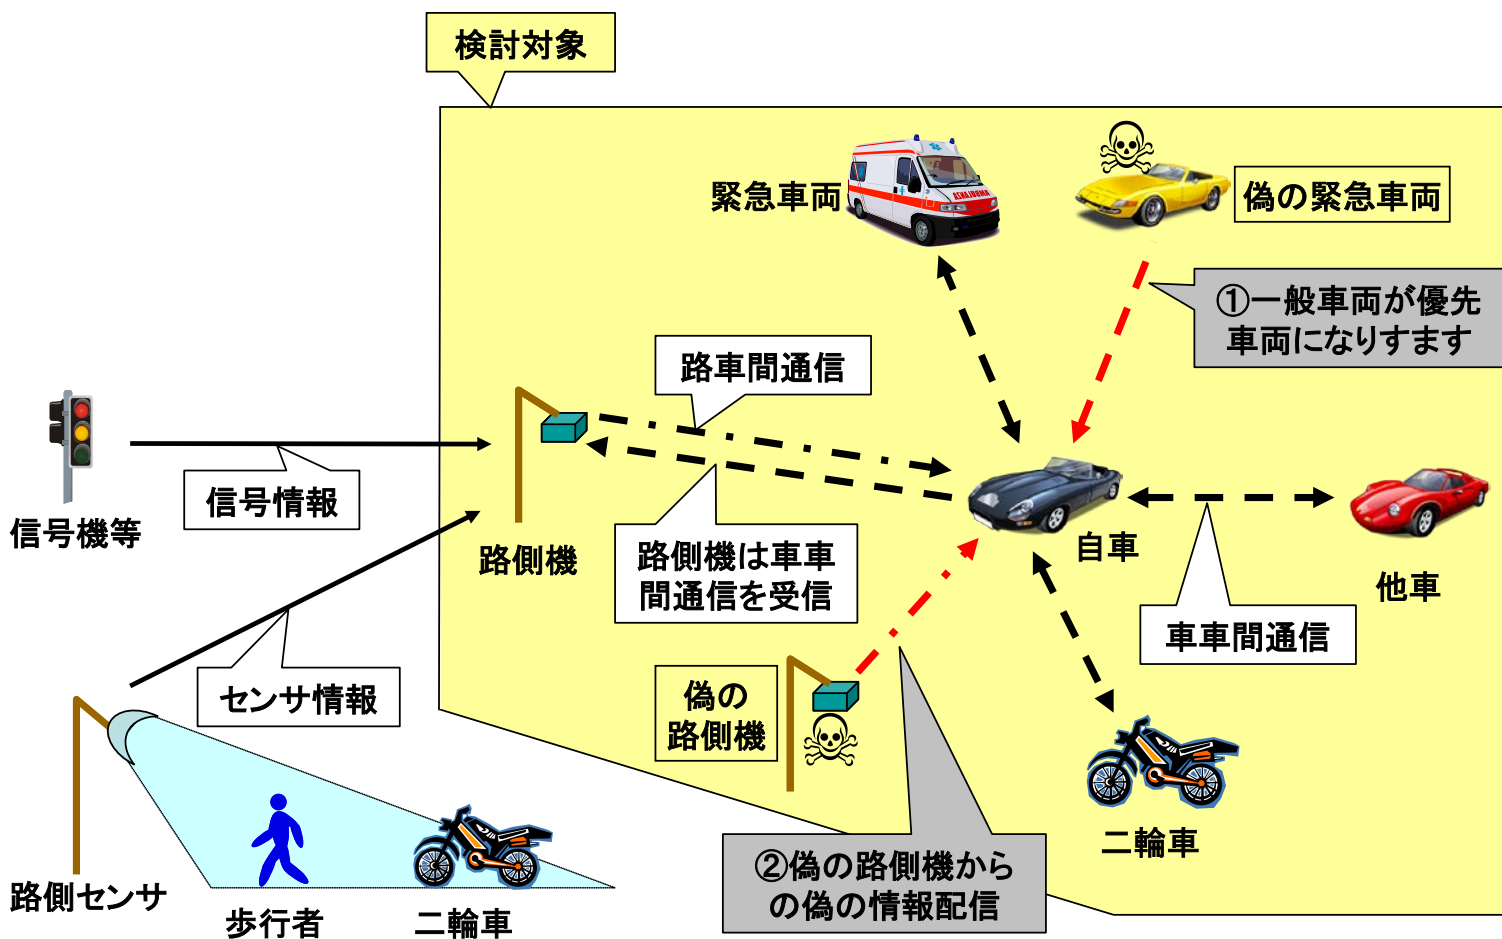 検討対象
緊急車両
偽の緊急車両
①一般車両が優先
車両になりすます
路車間通信
信号情報
信号機等
路側機
路側機は車車
間通信を受信
自車
他車
車車間通信
センサ情報
偽の
路側機
二輪車
②偽の路側機から
の偽の情報配信
路側センサ
歩行者
二輪車